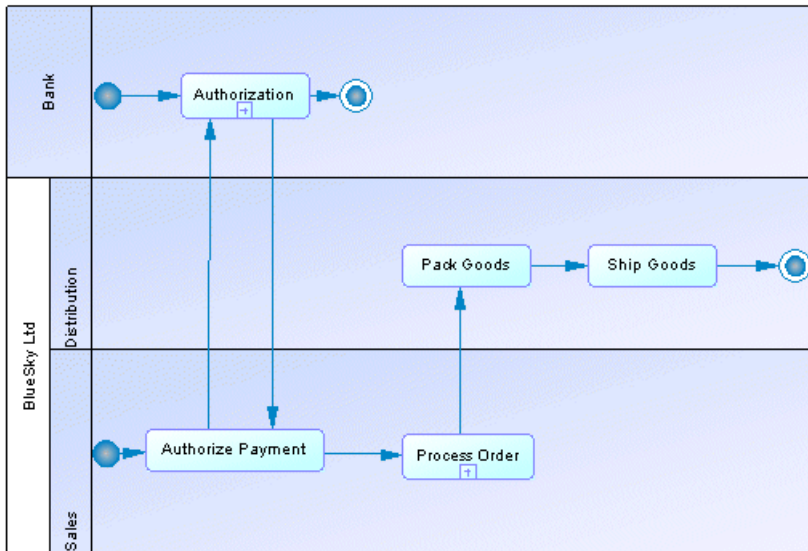 Bank
Authorization
BlueSky Ltd
Distribution
Pack Goods
Ship Goods
Sales
Authorize Payment
Process Order